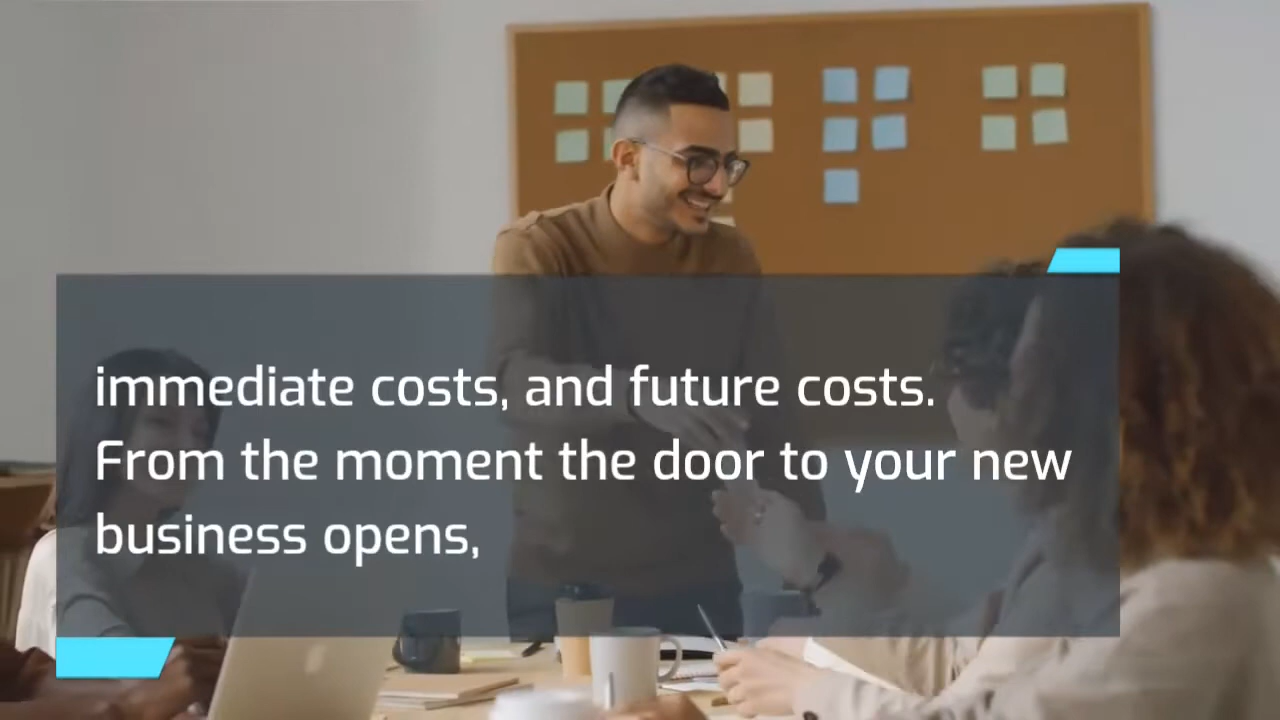 immediate costs, and future costs.
From the moment the door to your new
business opens,